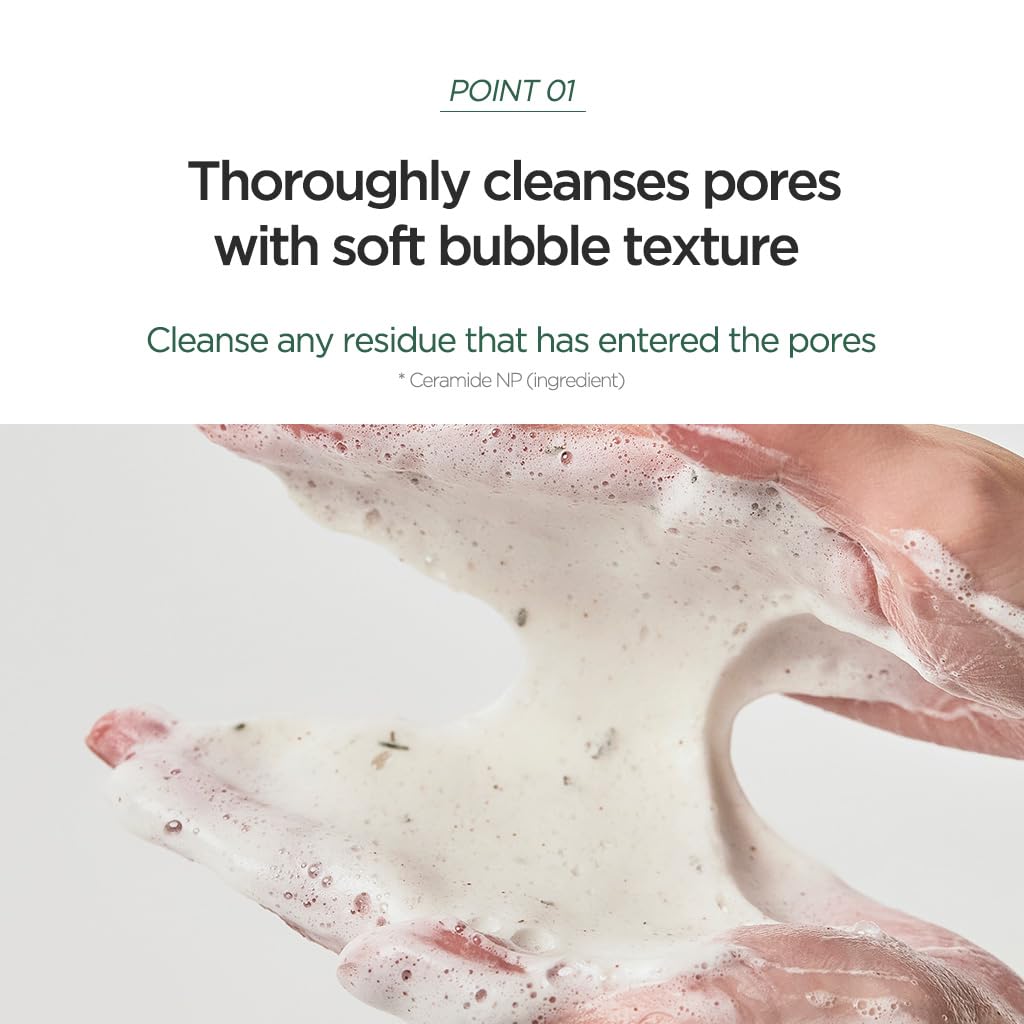 POINT 01
Thoroughly cleanses pores
with soft bubble texture
Cleanse any residue that has entered the pores
* Ceramide NP (ingredient)